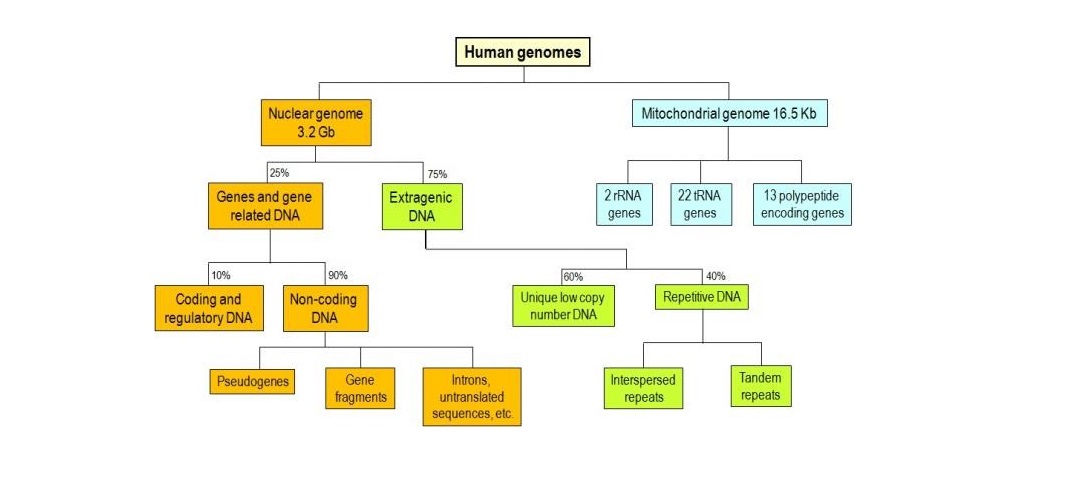 Human genomes
Nuclear genome
3.2 Gb
Mitochondrial genome 16.5 Kb
25%
75%
Genes and gene
related DNA
Extragenic
DNA
2 rRNA
genes
22 tRNA
genes
13 polypeptide
encoding genes
10%
90%
60%
40%
Coding and
regulatory DNA
Non-coding
DNA
Unique low copy
number DNA
Repetitive DNA
Pseudogenes
Gene
fragments
Introns,
untranslated
sequences, etc.
Interspersed
repeats
Tandem
repeats